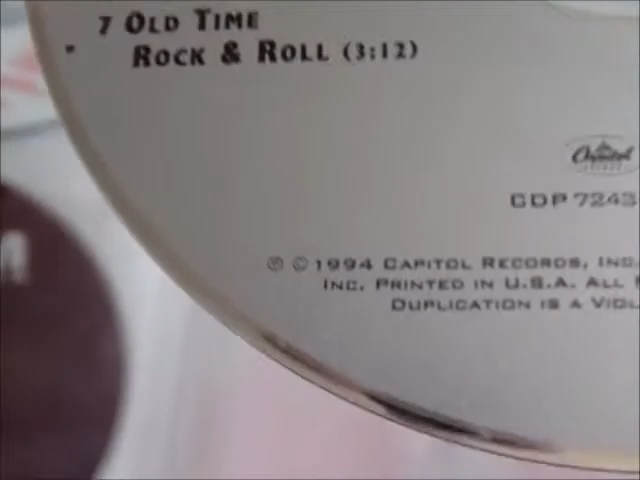 7 OLD TIME
ROCK & ROLL (3:12)
Capitol
CDP 7243
℗ © 1994 CAPITOL RECORDS, INC.
INC. PRINTED IN U.S.A. ALL
DUPLICATION IS A